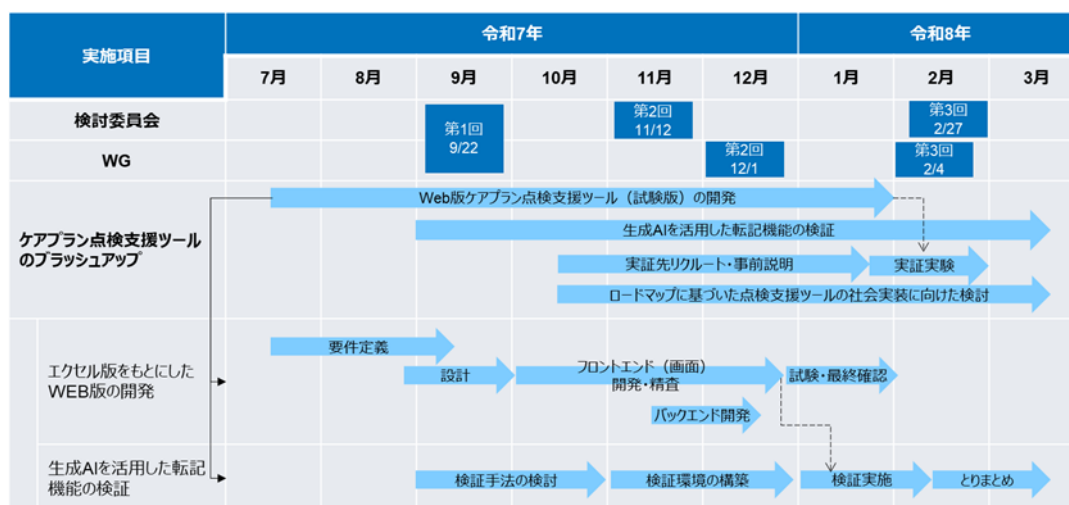 実施項目
令和7年
令和8年
7月
8月
9月
10月
11月
12月
1月
2月
3月
検討委員会
第1回
9/22
第2回
11/12
第3回
2/27
WG
第2回
12/1
第3回
2/4
ケアプラン点検支援ツール
のブラッシュアップ
Web版ケアプラン点検支援ツール（試験版）の開発
生成AIを活用した転記機能の検証
実証先リクルート・事前説明
実証実験
ロードマップに基づいた点検支援ツールの社会実装に向けた検討
エクセル版をもとにした
WEB版の開発
要件定義
設計
フロントエンド（画面）
開発・精査
試験・最終確認
バックエンド開発
生成AIを活用した転記
機能の検証
検証手法の検討
検証環境の構築
検証実施
とりまとめ